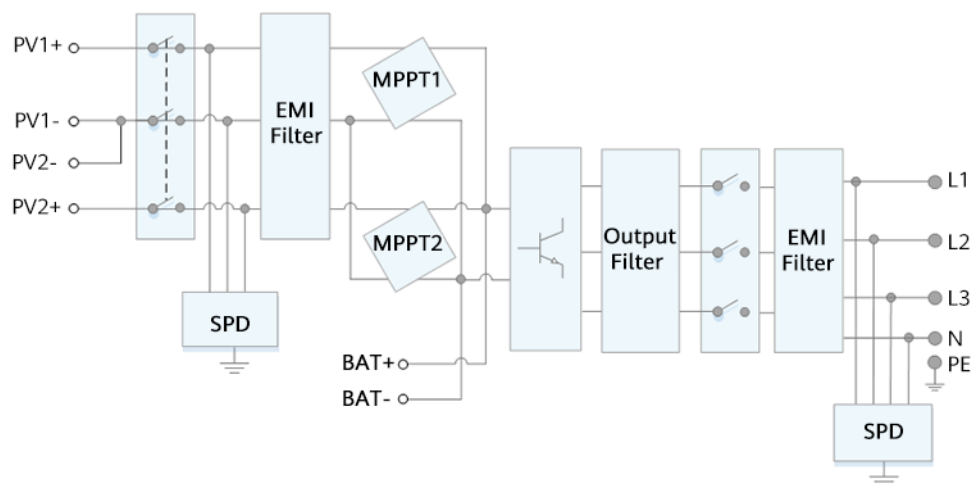 PV1+
PV1-
PV2-
PV2+
EMI
Filter
SPD
MPPT1
MPPT2
BAT+
BAT-
Output
Filter
EMI
Filter
L1
L2
L3
N
PE
SPD